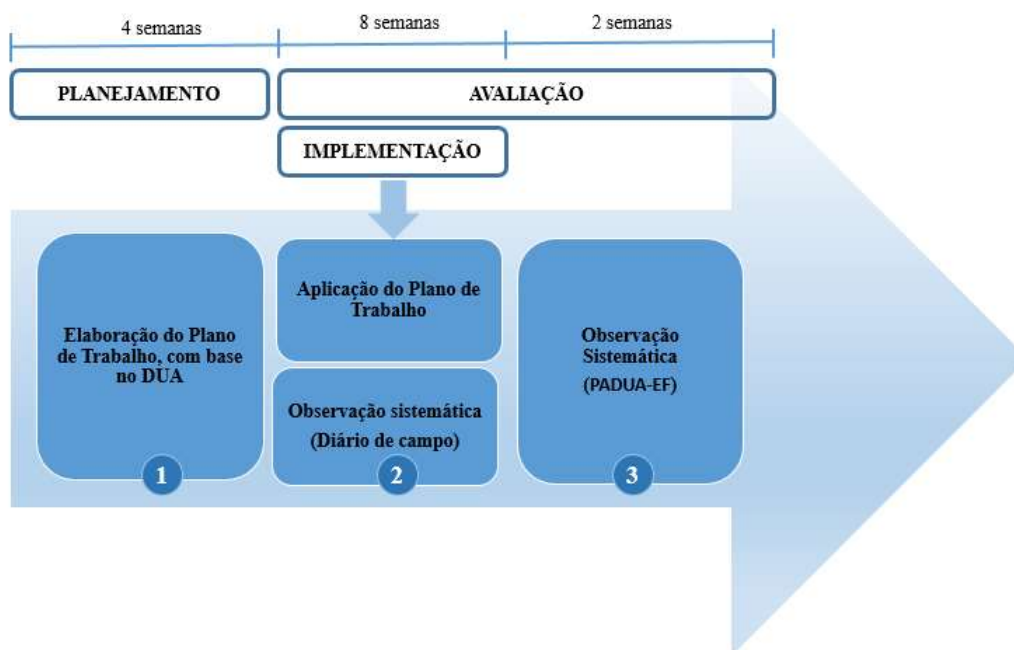 4 semanas
8 semanas
2 semanas
PLANEJAMENTO
AVALIAÇÃO
IMPLEMENTAÇÃO
Elaboração do Plano
de Trabalho, com base
no DUA
1
Aplicação do Plano de
Trabalho
Observação sistemática
(Diário de campo)
2
Observação
Sistemática
(PADUA-EF)
3